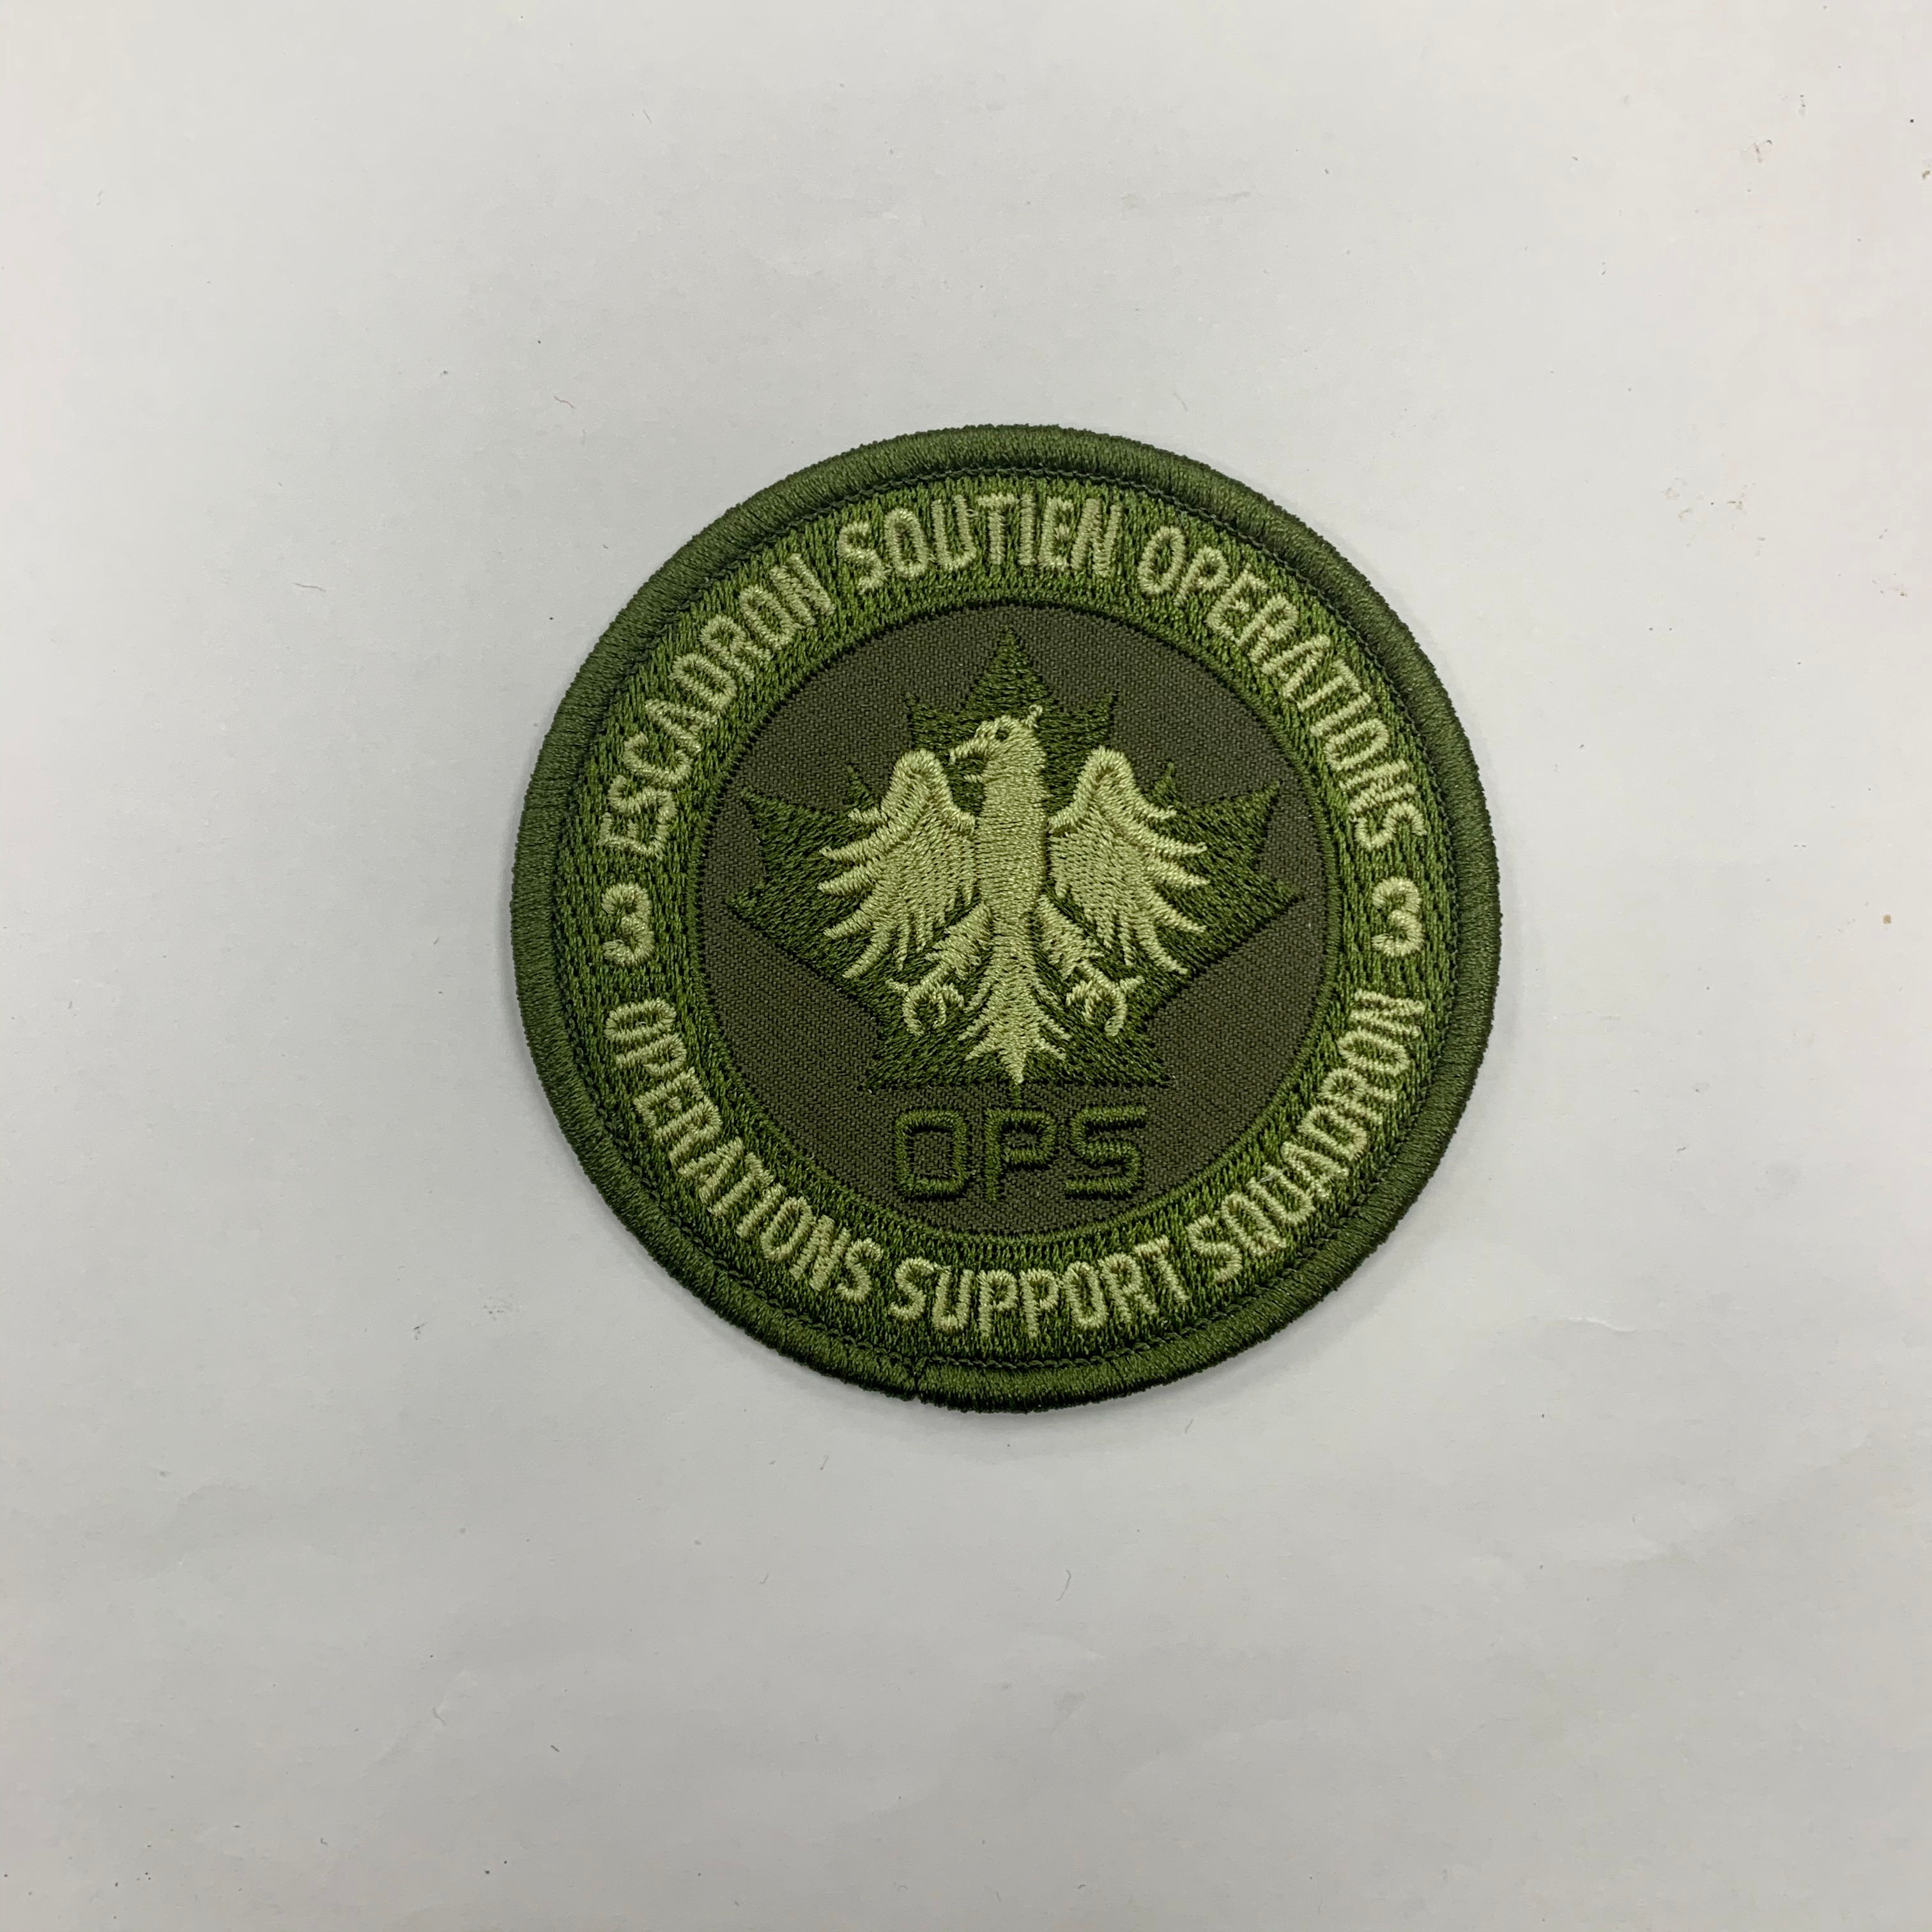 3 ESCADRON SOUTIEN OPERATIONS 3
OPS
OPERATIONS SUPPORT SQUADRON